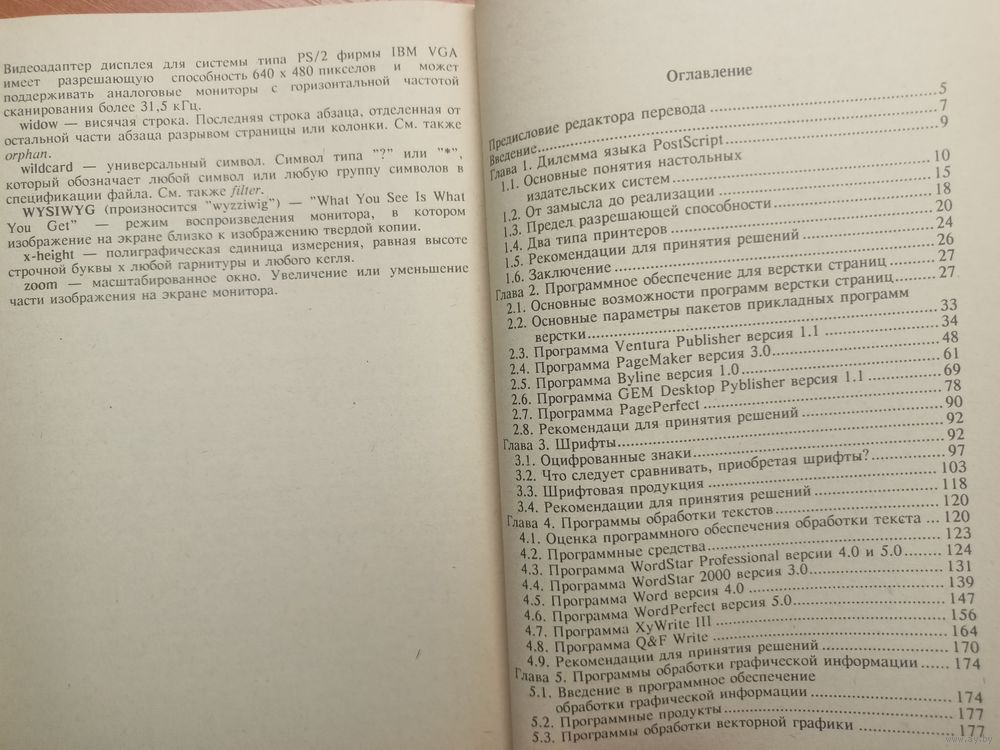 Видеоадаптер дисплея для системы типа PS/2 фирмы IBM VGA
имеет разрешающую способность 640 x 480 пикселов и может
поддерживать аналоговые мониторы с горизонтальной частотой
сканирования более 31,5 кГц.
widow — висячая строка. Последняя строка абзаца, отделенная от
остальной части абзаца разрывом страницы или колонки. См. также
orphan.
wildcard — универсальный символ. Символ типа "?" или "*",
который обозначает любой символ или любую группу символов в
спецификации файла. См. также filter.
WYSIWYG (произносится "wyzziwig") — "What You See Is What
You Get" — режим воспроизведения монитора, в котором
изображение на экране близко к изображению твердой копии.
x-height — полиграфическая единица измерения, равная высоте
строчной буквы x любой гарнитуры и любого кегля.
zoom — масштабированное окно. Увеличение или уменьшение
части изображения на экране монитора.
Оглавление
Предисловие редактора перевода ..... 5
Введение ..... 7
Глава 1. Дилемма языка PostScript ..... 9
1.1. Основные понятия настольных
издательских систем ..... 10
1.2. От замысла до реализации ..... 15
1.3. Предел разрешающей способности ..... 18
1.4. Два типа принтеров ..... 20
1.5. Рекомендации для принятия решений ..... 24
1.6. Заключение ..... 26
Глава 2. Программное обеспечение для верстки страниц ..... 27
2.1. Основные возможности программ верстки страниц ..... 27
2.2. Основные параметры пакетов прикладных программ
верстки ..... 33
2.3. Программа Ventura Publisher версия 1.1 ..... 34
2.4. Программа PageMaker версия 3.0 ..... 48
2.5. Программа Byline версия 1.0 ..... 61
2.6. Программа GEM Desktop Pyblisher версия 1.1 ..... 69
2.7. Программа PagePerfect ..... 78
2.8. Рекомендаци для принятия решений ..... 90
Глава 3. Шрифты ..... 92
3.1. Оцифрованные знаки ..... 92
3.2. Что следует сравнивать, приобретая шрифты? ..... 97
3.3. Шрифтовая продукция ..... 103
3.4. Рекомендации для принятия решений ..... 118
Глава 4. Программы обработки текстов ..... 120
4.1. Оценка программного обеспечения обработки текста ... 120
4.2. Программные средства ..... 123
4.3. Программа WordStar Professional версии 4.0 и 5.0 ..... 124
4.4. Программа WordStar 2000 версия 3.0 ..... 131
4.5. Программа Word версия 4.0 ..... 139
4.6. Программа WordPerfect версия 5.0 ..... 147
4.7. Программа XyWrite III ..... 156
4.8. Программа Q&F Write ..... 164
4.9. Рекомендации для принятия решений ..... 170
Глава 5. Программы обработки графической информации ..... 174
5.1. Введение в программное обеспечение
обработки графической информации ..... 174
5.2. Программные продукты ..... 177
5.3. Программы обработки векторной графики ..... 177
www.ay.by